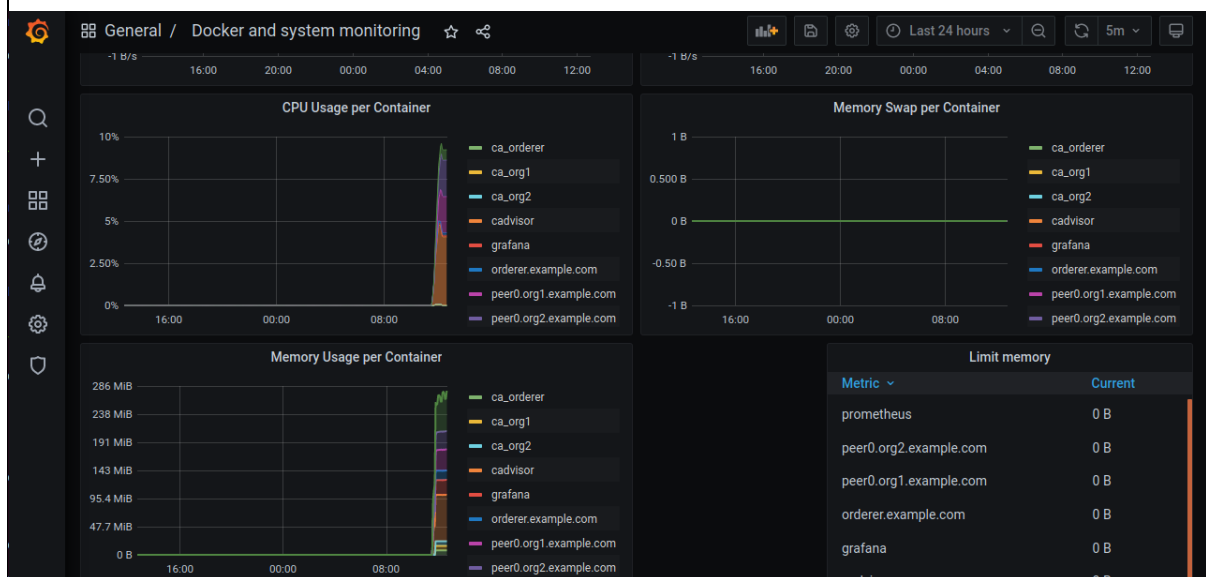 General / Docker and system monitoring
Last 24 hours
5m
-1 B/s
16:00 20:00 00:00 04:00 08:00 12:00
-1 B/s
16:00 20:00 00:00 04:00 08:00 12:00
CPU Usage per Container
10%
7.50%
5%
2.50%
0%
16:00 00:00 08:00
ca_orderer
ca_org1
ca_org2
cadvisor
grafana
orderer.example.com
peer0.org1.example.com
peer0.org2.example.com
Memory Swap per Container
1 B
0.500 B
0 B
-0.50 B
-1 B
16:00 00:00 08:00
ca_orderer
ca_org1
ca_org2
cadvisor
grafana
orderer.example.com
peer0.org1.example.com
peer0.org2.example.com
Memory Usage per Container
286 MiB
238 MiB
191 MiB
143 MiB
95.4 MiB
47.7 MiB
0 B
16:00 00:00 08:00
ca_orderer
ca_org1
ca_org2
cadvisor
grafana
orderer.example.com
peer0.org1.example.com
peer0.org2.example.com
Limit memory
Metric Current
prometheus 0 B
peer0.org2.example.com 0 B
peer0.org1.example.com 0 B
orderer.example.com 0 B
grafana 0 B